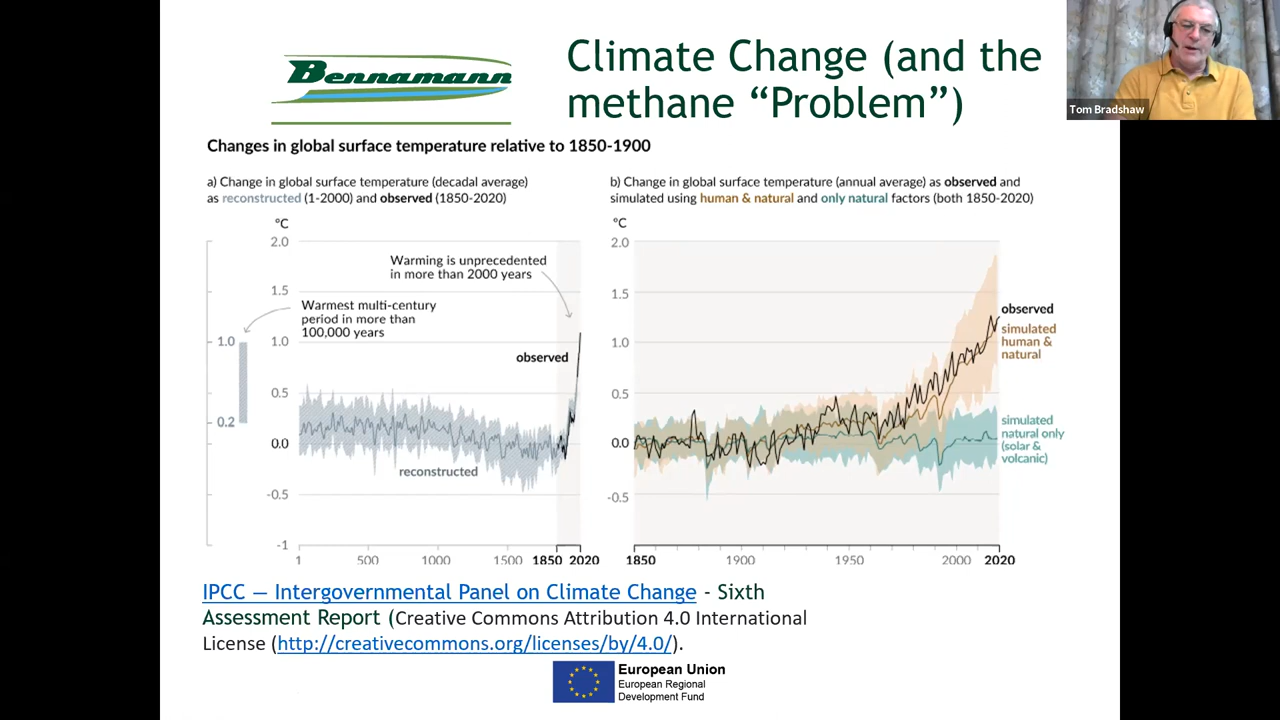 Bennamann
Climate Change (and the
methane “Problem”)
Tom Bradshaw
Changes in global surface temperature relative to 1850-1900
a) Change in global surface temperature (decadal average)
as reconstructed (1-2000) and observed (1850-2020)
°C
2.0
1.5
1.0
0.5
0.0
-0.5
-1
1.0
0.2
Warming is unprecedented
in more than 2000 years
Warmest multi-century
period in more than
100,000 years
observed
reconstructed
1
500
1000
1500
1850
2020
b) Change in global surface temperature (annual average) as observed and
simulated using human & natural and only natural factors (both 1850-2020)
°C
2.0
1.5
1.0
0.5
0.0
-0.5
observed
simulated
human &
natural
simulated
natural only
(solar &
volcanic)
1850
1900
1950
2000
2020
IPCC — Intergovernmental Panel on Climate Change - Sixth
Assessment Report (Creative Commons Attribution 4.0 International
License (http://creativecommons.org/licenses/by/4.0/).
European Union
European Regional
Development Fund